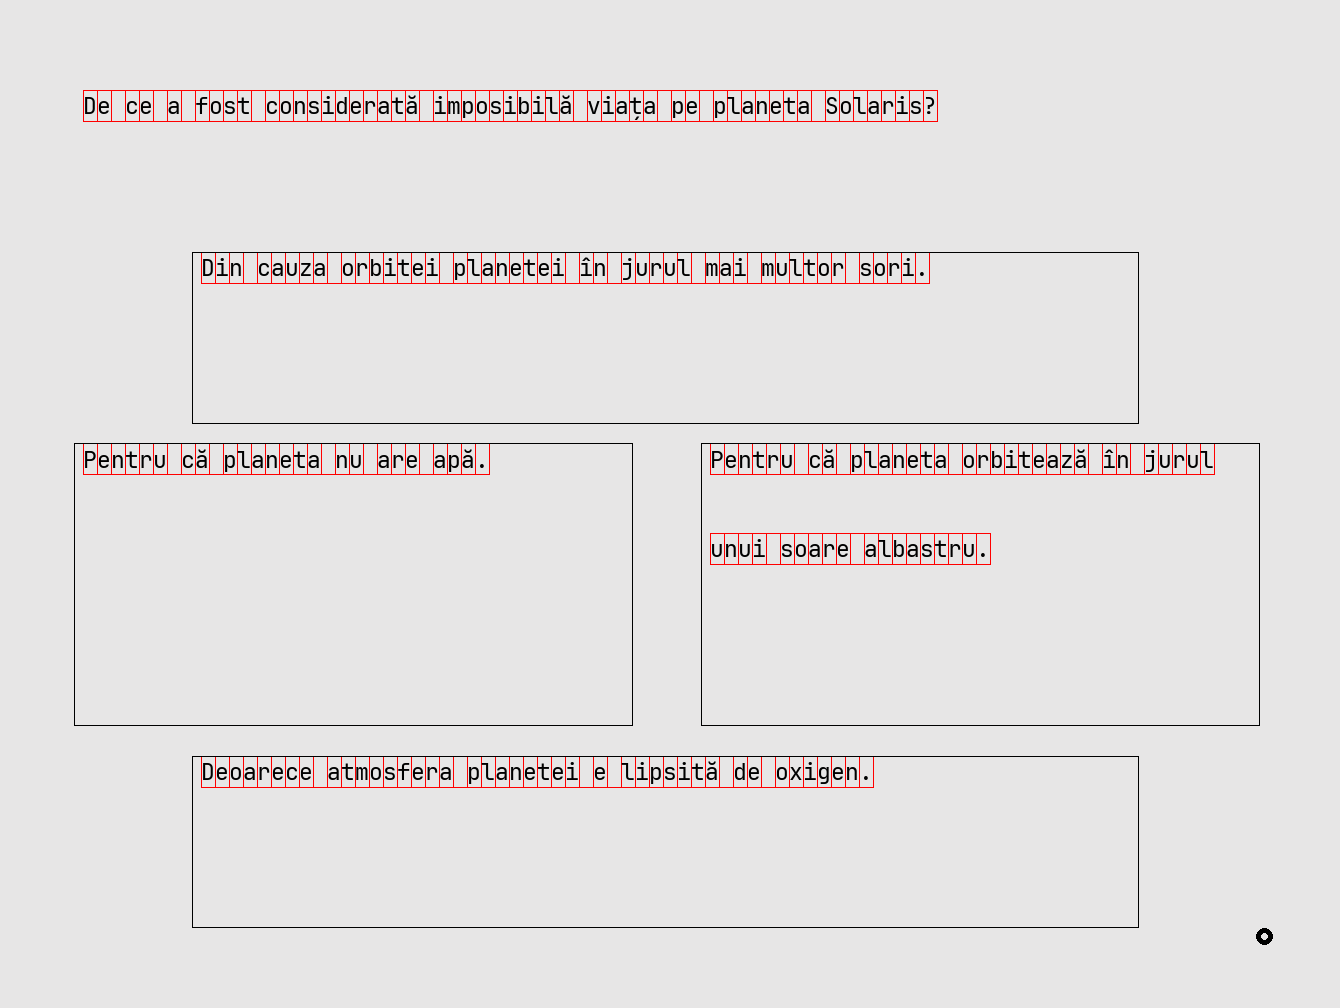 De ce a fost considerată imposibilă viața pe planeta Solaris?
Din cauza orbitei planetei în jurul mai multor sori.
Pentru că planeta nu are apă.
Pentru că planeta orbitează în jurul
unui soare albastru.
Deoarece atmosfera planetei e lipsită de oxigen.